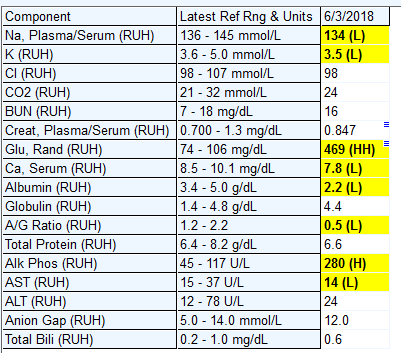 Component Latest Ref Rng & Units 6/3/2018
Na, Plasma/Serum (RUH) 136 - 145 mmol/L 134 (L)
K (RUH) 3.6 - 5.0 mmol/L 3.5 (L)
Cl (RUH) 98 - 107 mmol/L 98
CO2 (RUH) 21 - 32 mmol/L 24
BUN (RUH) 7 - 18 mg/dL 16
Creat, Plasma/Serum (RUH) 0.700 - 1.3 mg/dL 0.847
Glu, Rand (RUH) 74 - 106 mg/dL 469 (HH)
Ca, Serum (RUH) 8.5 - 10.1 mg/dL 7.8 (L)
Albumin (RUH) 3.4 - 5.0 g/dL 2.2 (L)
Globulin (RUH) 1.4 - 4.8 g/dL 4.4
A/G Ratio (RUH) 1.2 - 2.2 0.5 (L)
Total Protein (RUH) 6.4 - 8.2 g/dL 6.6
Alk Phos (RUH) 45 - 117 U/L 280 (H)
AST (RUH) 15 - 37 U/L 14 (L)
ALT (RUH) 12 - 78 U/L 24
Anion Gap (RUH) 5.0 - 14.0 mmol/L 12.0
Total Bili (RUH) 0.2 - 1.0 mg/dL 0.6